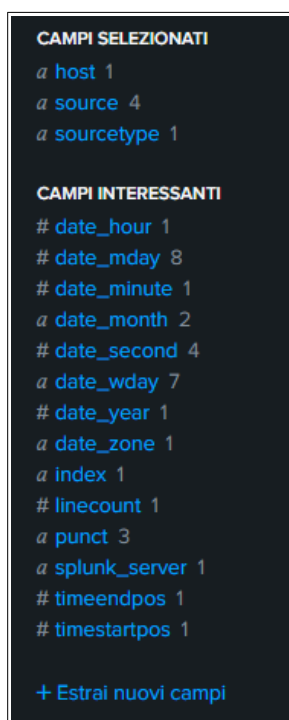 CAMPI SELEZIONATI
a host 1
a source 4
a sourcetype 1
CAMPI INTERESSANTI
# date_hour 1
# date_mday 8
# date_minute 1
a date_month 2
# date_second 4
a date_wday 7
# date_year 1
a date_zone 1
a index 1
# linecount 1
a punct 3
a splunk_server 1
# timeendpos 1
# timestartpos 1
+ Estrai nuovi campi